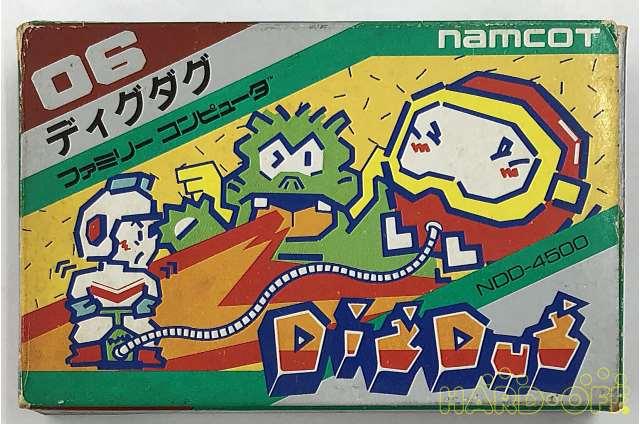 06
ディグダグ
ファミリー コンピュータ
namcot
NDD-4500
DiGDuG
HARD-OFF